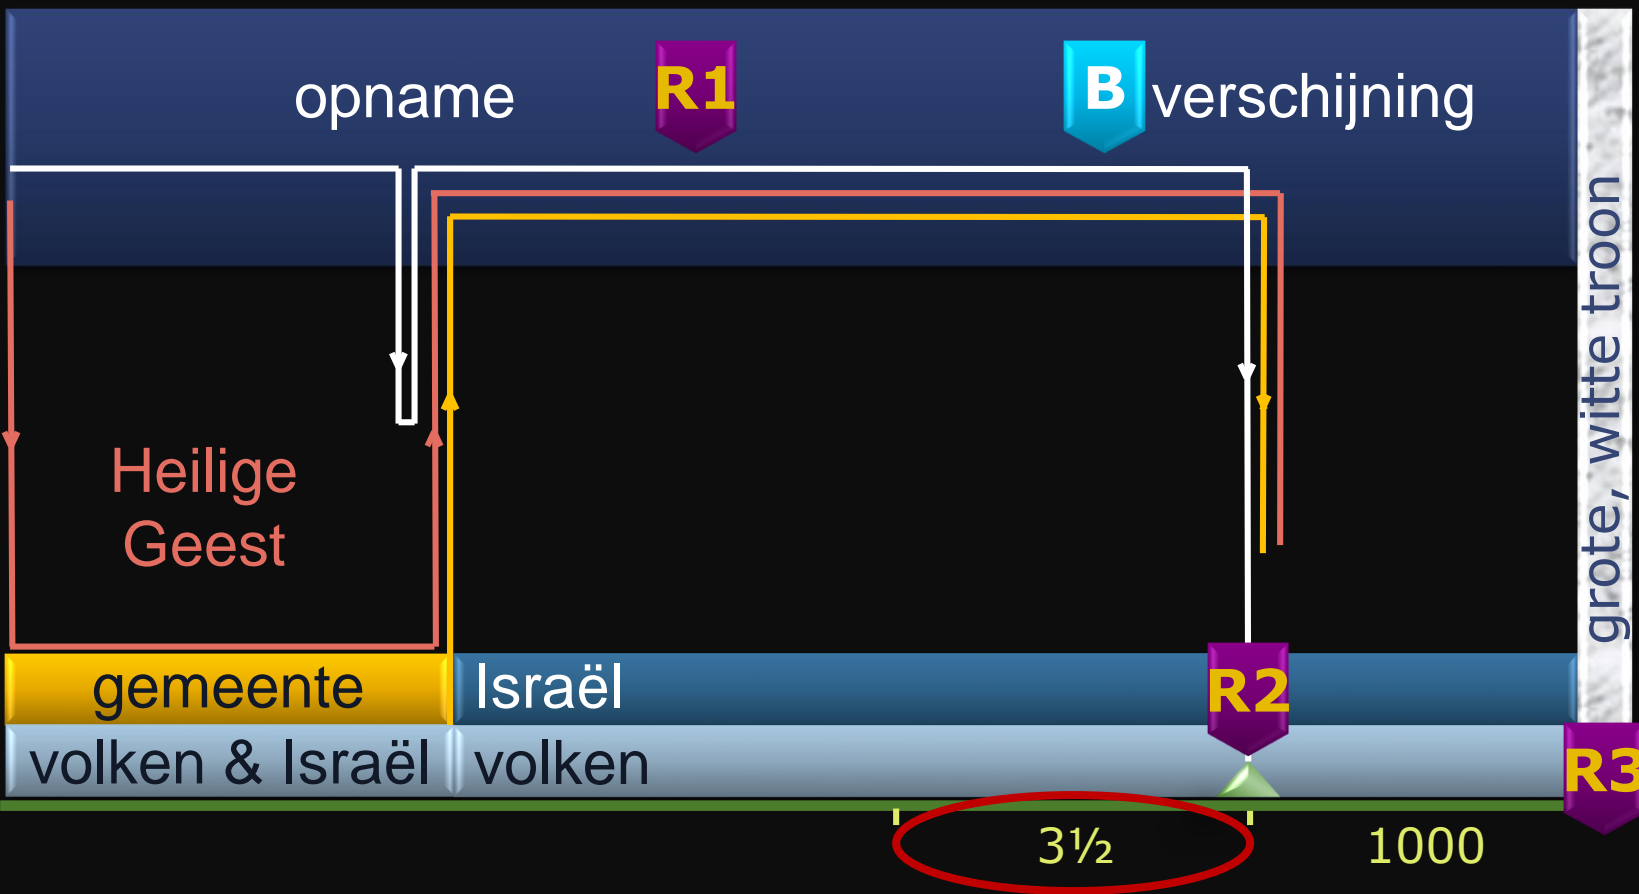 opname
R1
B
verschijning
Heilige
Geest
grote, witte troon
gemeente
Israël
R2
volken & Israël
volken
R3
3½
1000